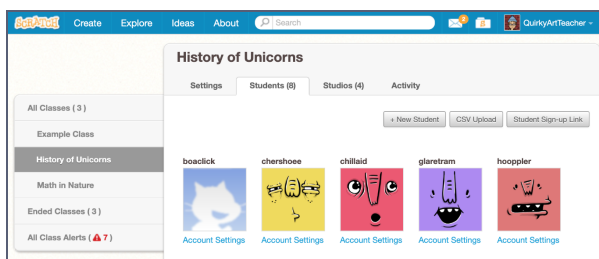 SCRATCH Create Explore Ideas About Search 2 QuirkyArtTeacher
History of Unicorns
Settings Students (8) Studios (4) Activity
All Classes ( 3 )
+ New Student CSV Upload Student Sign-up Link
Example Class
History of Unicorns
boaclick chershoee chillaid glaretram hooppler
Math in Nature
Ended Classes ( 3 )
All Class Alerts ( 7 )
Account Settings Account Settings Account Settings Account Settings Account Settings